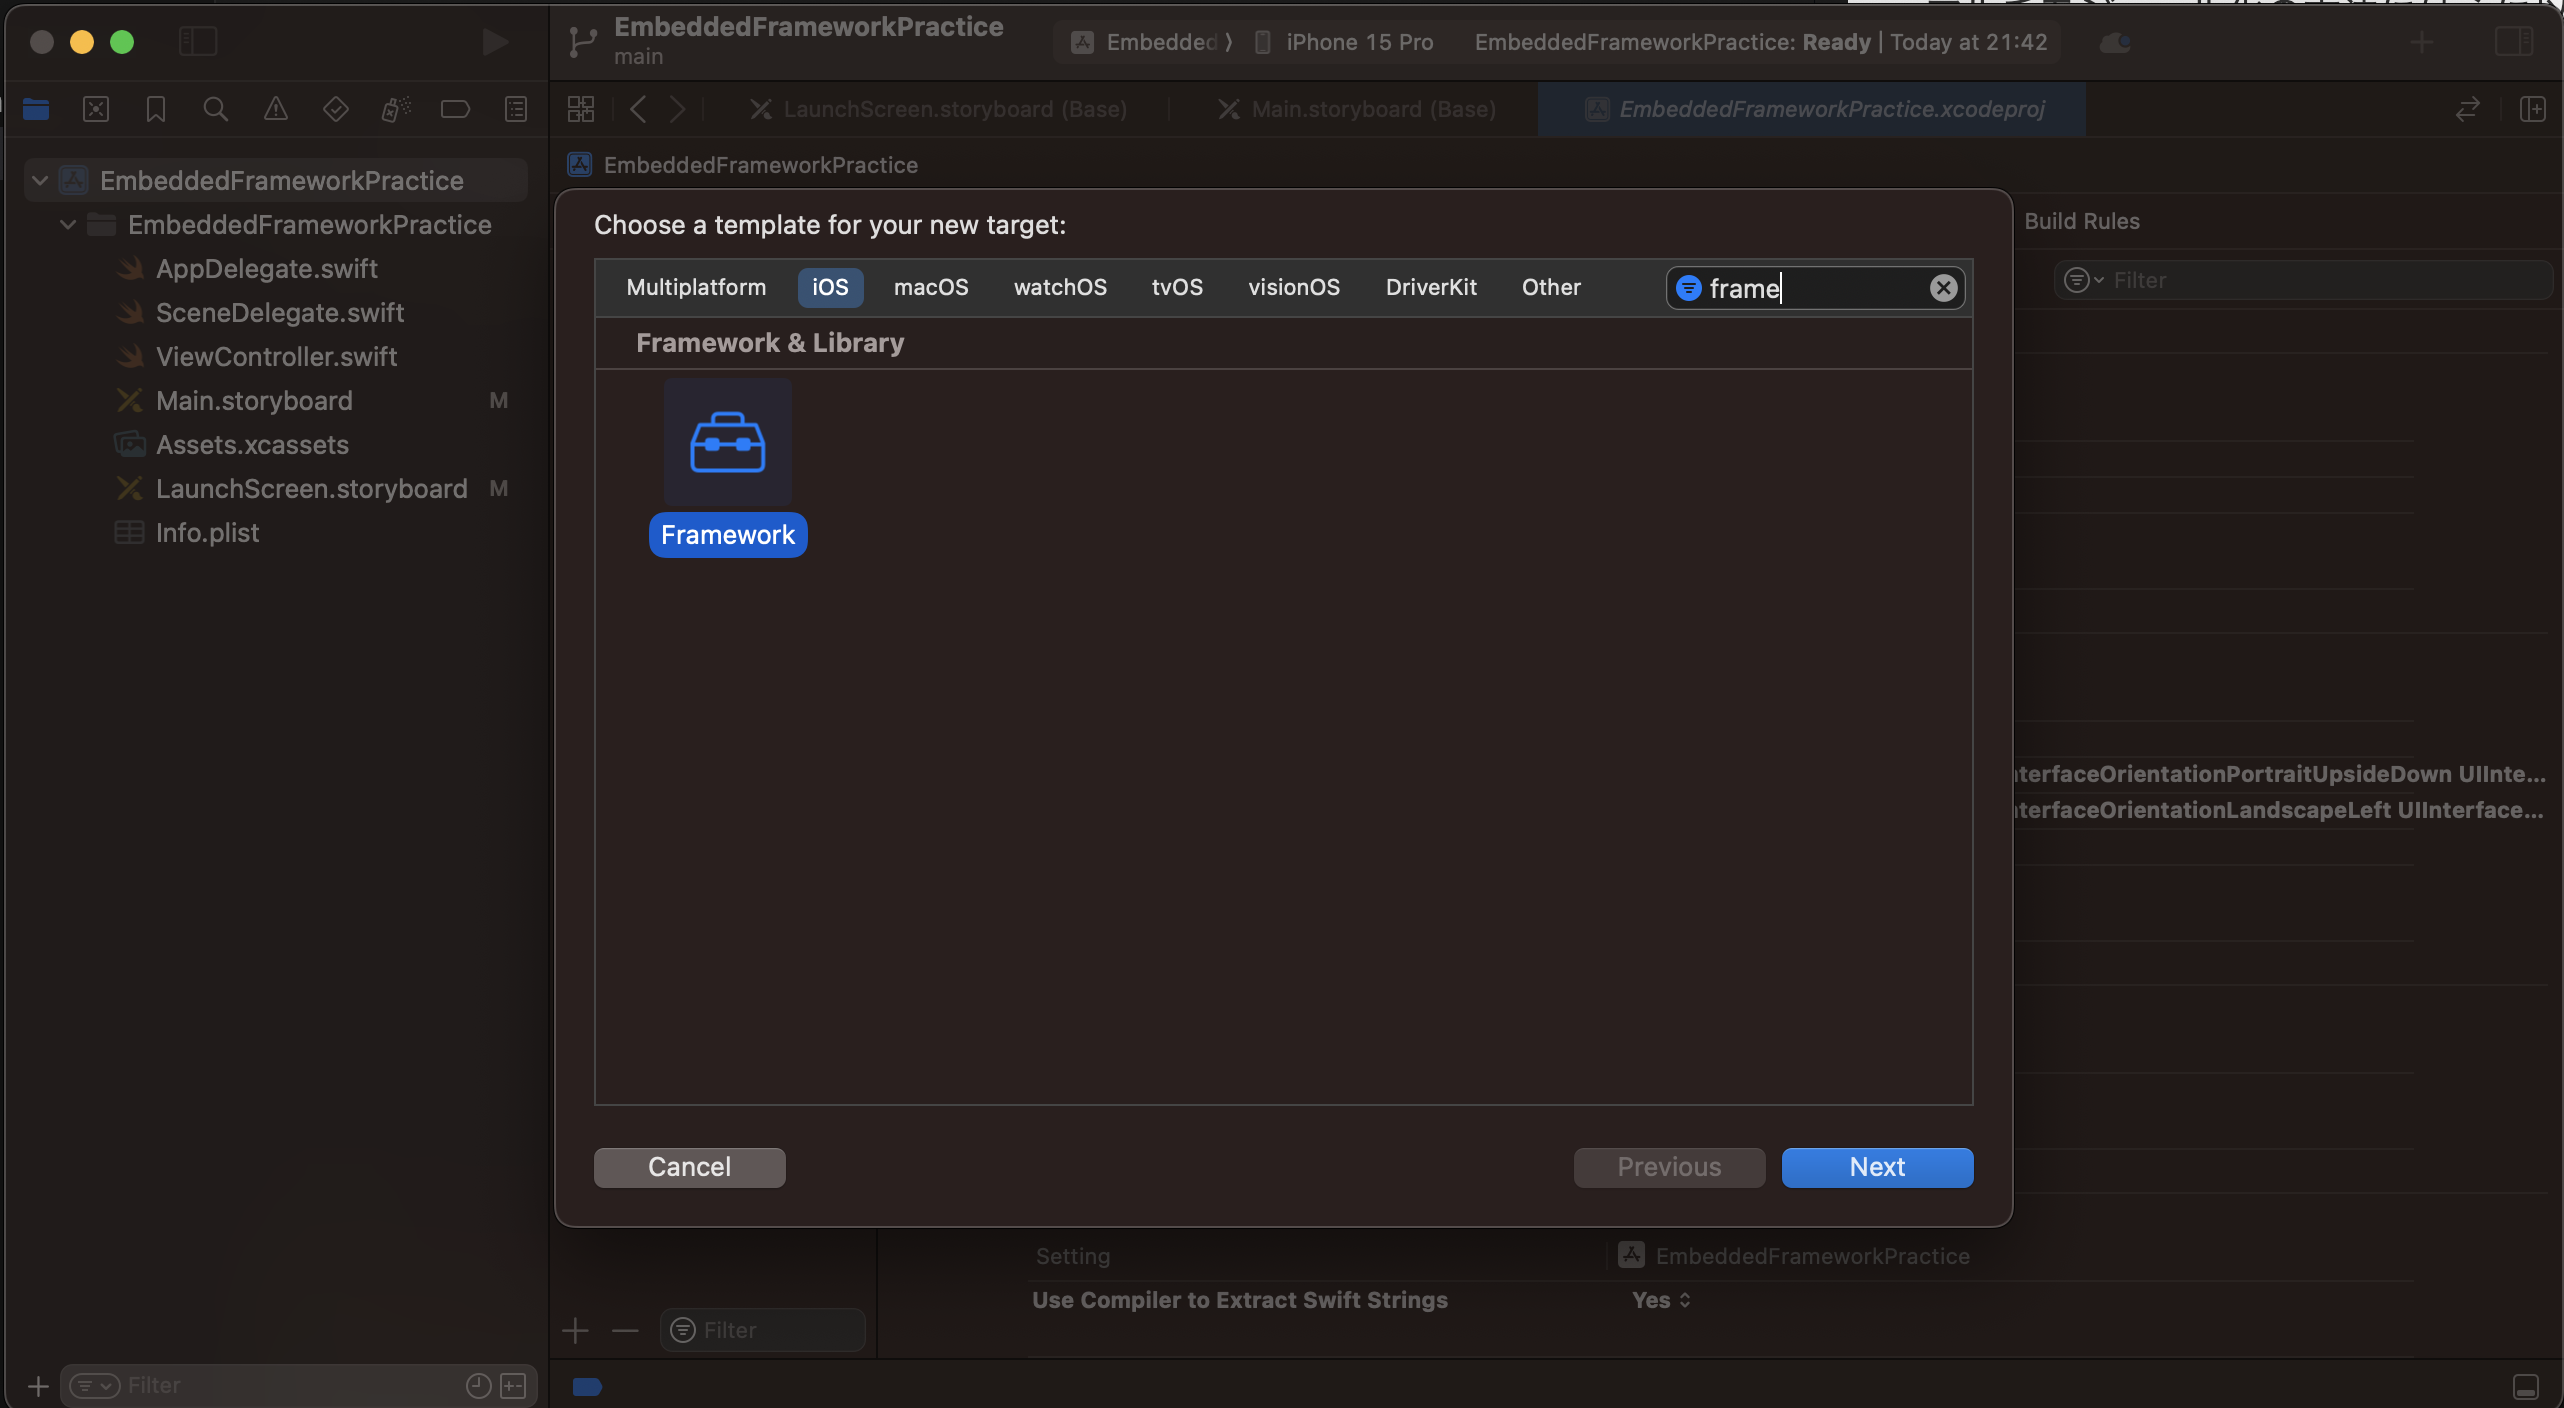 EmbeddedFrameworkPractice
main
Embedded
iPhone 15 Pro
EmbeddedFrameworkPractice: Ready | Today at 21:42
LaunchScreen.storyboard (Base)
Main.storyboard (Base)
EmbeddedFrameworkPractice.xcodeproj
EmbeddedFrameworkPractice
EmbeddedFrameworkPractice
EmbeddedFrameworkPractice
AppDelegate.swift
SceneDelegate.swift
ViewController.swift
Main.storyboard M
Assets.xcassets
LaunchScreen.storyboard M
Info.plist
Choose a template for your new target:
Multiplatform iOS macOS watchOS tvOS visionOS DriverKit Other
frame
Framework & Library
Framework
Cancel
Previous
Next
Build Rules
Filter
terfaceOrientationPortraitUpsideDown UIInte...
terfaceOrientationLandscapeLeft UIInterface...
Setting
EmbeddedFrameworkPractice
Use Compiler to Extract Swift Strings
Yes
Filter
Filter